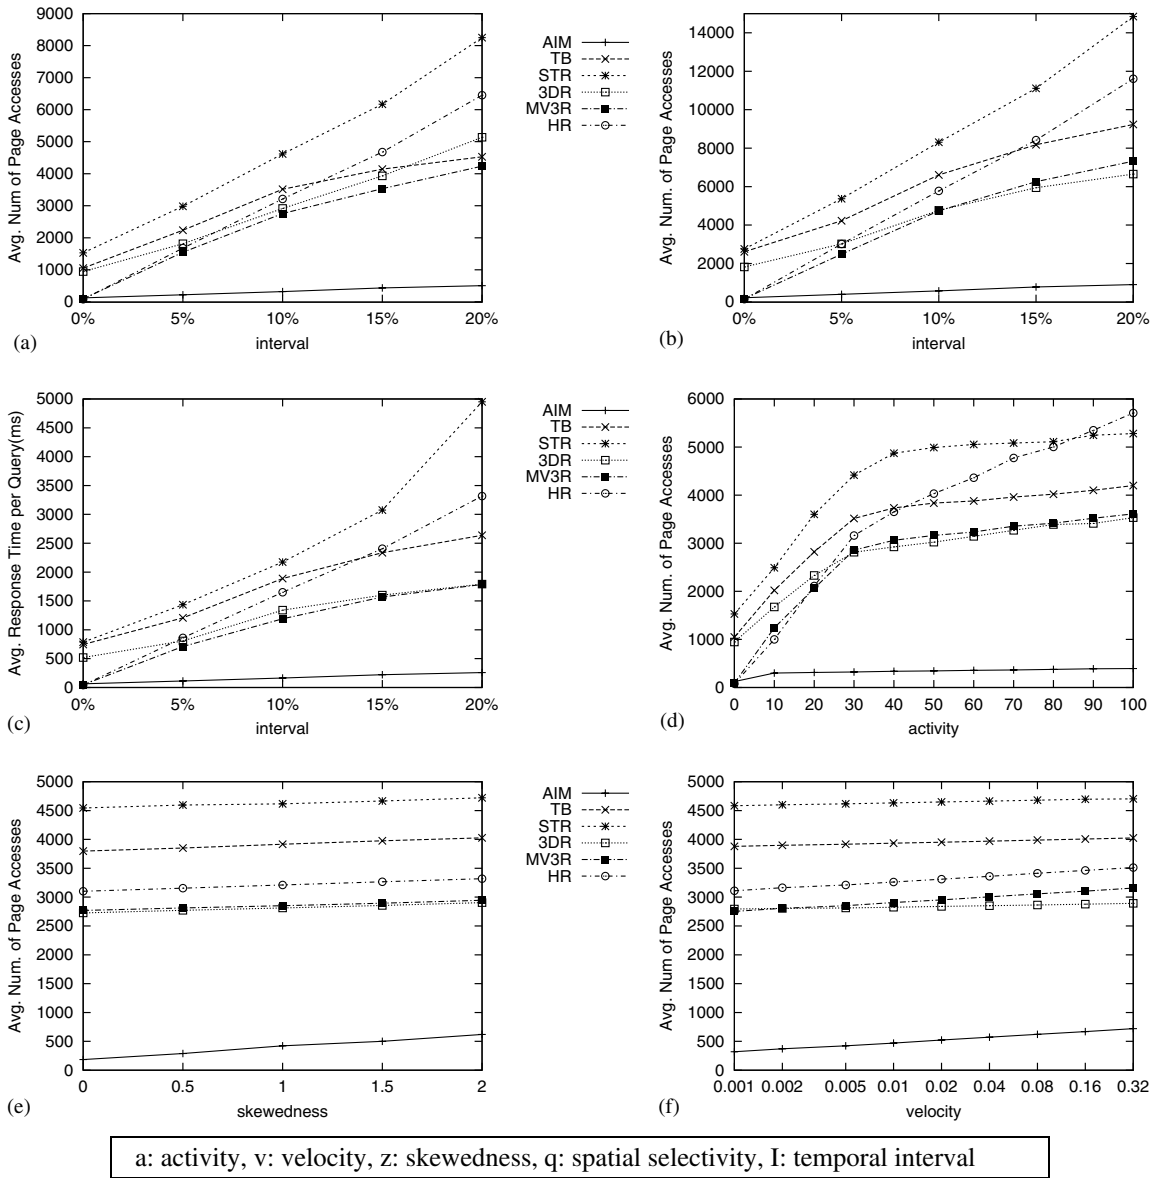 9000
8000
7000
6000
5000
4000
3000
2000
1000
0
Avg. Num of Page Accesses
0% 5% 10% 15% 20%
interval
(a)
AIM
TB
STR
3DR
MV3R
HR
14000
12000
10000
8000
6000
4000
2000
0
Avg. Num. of Page Accesses
0% 5% 10% 15% 20%
interval
(b)
5000
4500
4000
3500
3000
2500
2000
1500
1000
500
0
Avg. Response Time per Query(ms)
0% 5% 10% 15% 20%
interval
(c)
AIM
TB
STR
3DR
MV3R
HR
6000
5000
4000
3000
2000
1000
0
Avg. Num. of Page Accesses
0 10 20 30 40 50 60 70 80 90 100
activity
(d)
5000
4500
4000
3500
3000
2500
2000
1500
1000
500
0
Avg. Num. of Page Accesses
0 0.5 1 1.5 2
skewedness
(e)
AIM
TB
STR
3DR
MV3R
HR
5000
4500
4000
3500
3000
2500
2000
1500
1000
500
0
Avg. Num of Page Accesses
0.001 0.002 0.005 0.01 0.02 0.04 0.08 0.16 0.32
velocity
(f)
a: activity, v: velocity, z: skewedness, q: spatial selectivity, I: temporal interval